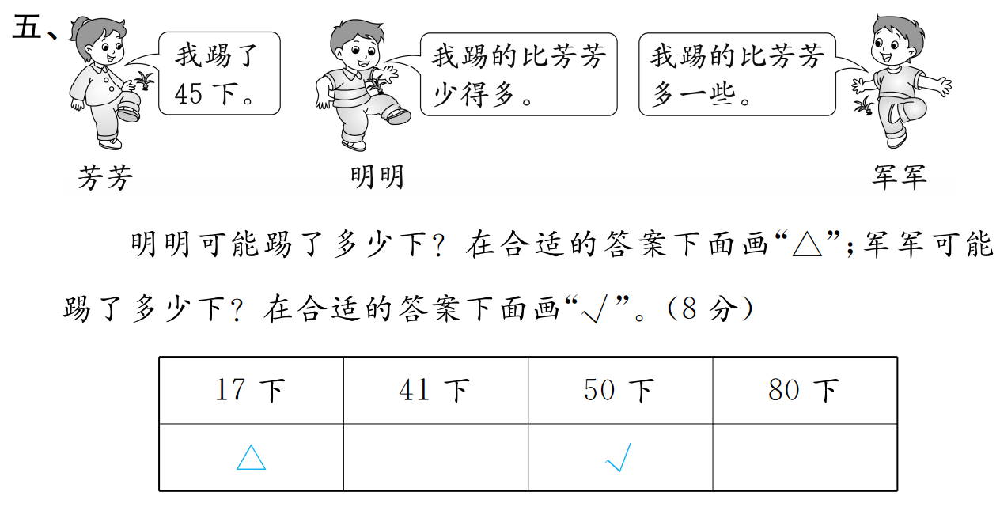 五、
我踢了
45下。
我踢的比芳芳
少得多。
我踢的比芳芳
多一些。
芳芳
明明
军军
明明可能踢了多少下？在合适的答案下面画“△”；军军可能
踢了多少下？在合适的答案下面画“√”。（8分）
17下 41下 50下 80下
△ √